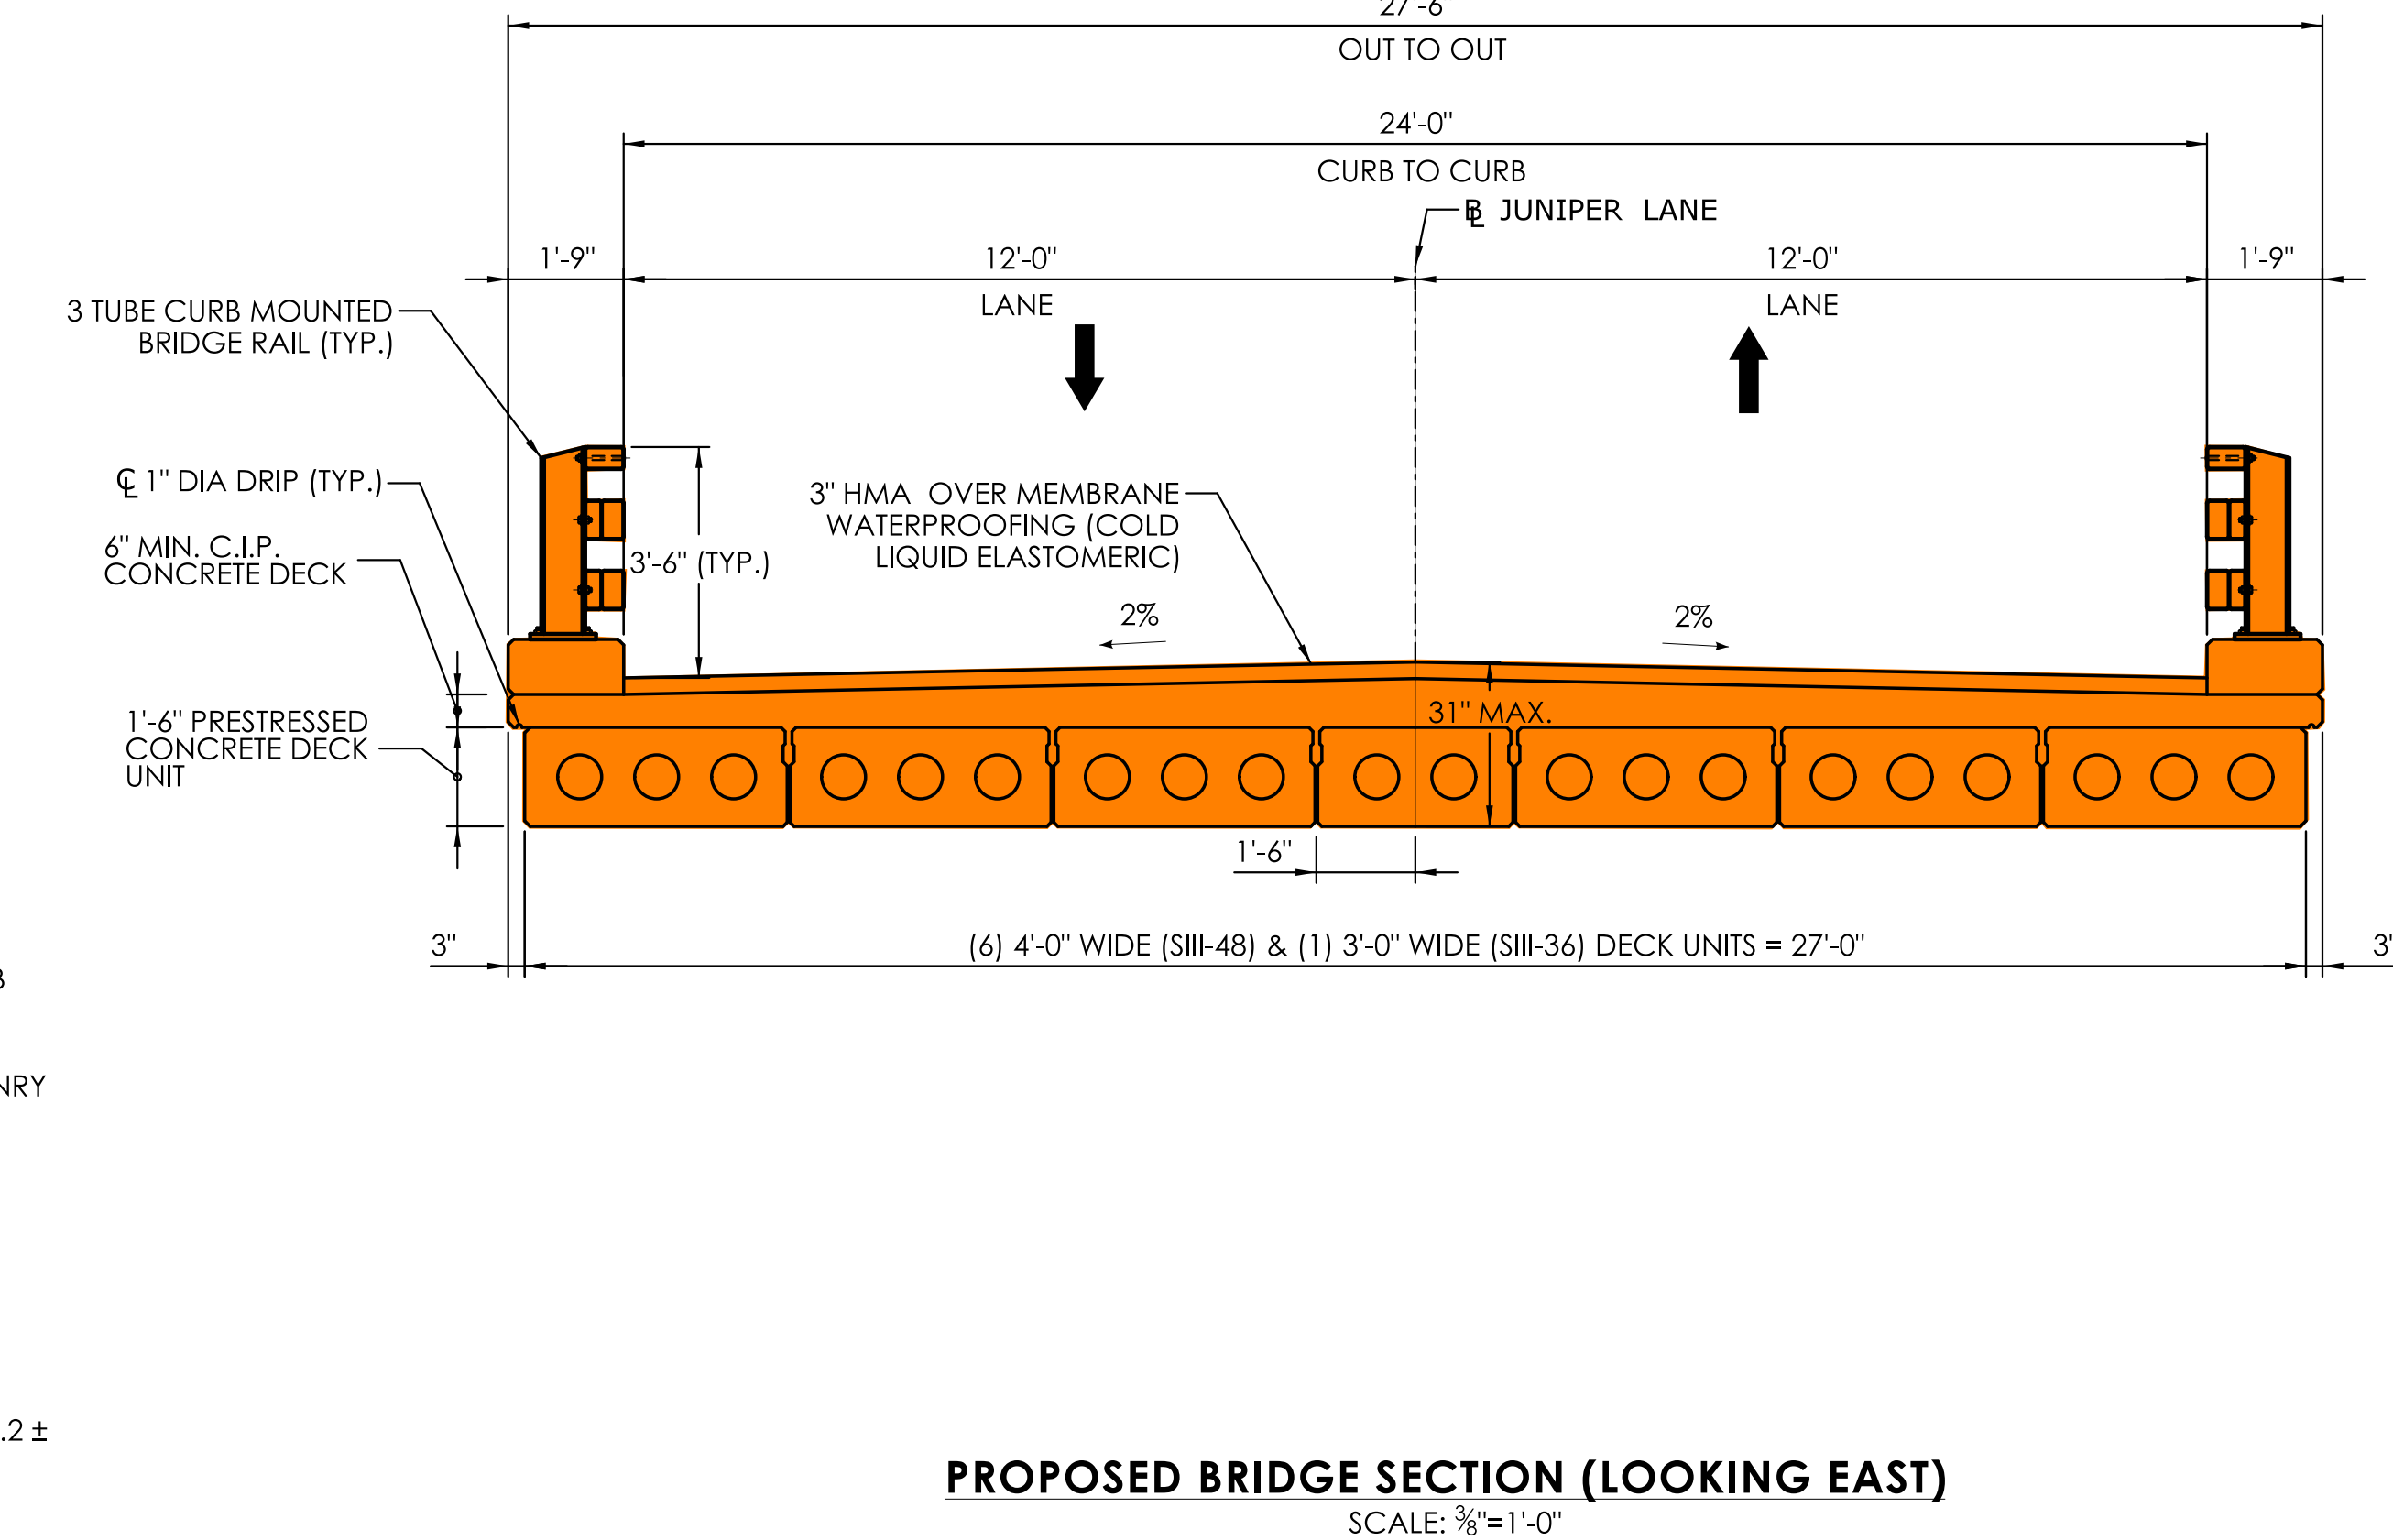 27'-6"
OUT TO OUT
24'-0"
CURB TO CURB
℄ JUNIPER LANE
1'-9"
12'-0"
12'-0"
1'-9"
LANE
LANE
3 TUBE CURB MOUNTED
BRIDGE RAIL (TYP.)
℄ 1" DIA DRIP (TYP.)
6" MIN. C.I.P.
CONCRETE DECK
3" HMA OVER MEMBRANE
WATERPROOFING (COLD
LIQUID ELASTOMERIC)
3'-6" (TYP.)
2%
2%
1'-6" PRESTRESSED
CONCRETE DECK
UNIT
31" MAX.
1'-6"
3"
(6) 4'-0" WIDE (SIII-48) & (1) 3'-0" WIDE (SIII-36) DECK UNITS = 27'-0"
3"
NRY
.2 ±
PROPOSED BRIDGE SECTION (LOOKING EAST)
SCALE: ⅜"=1'-0"